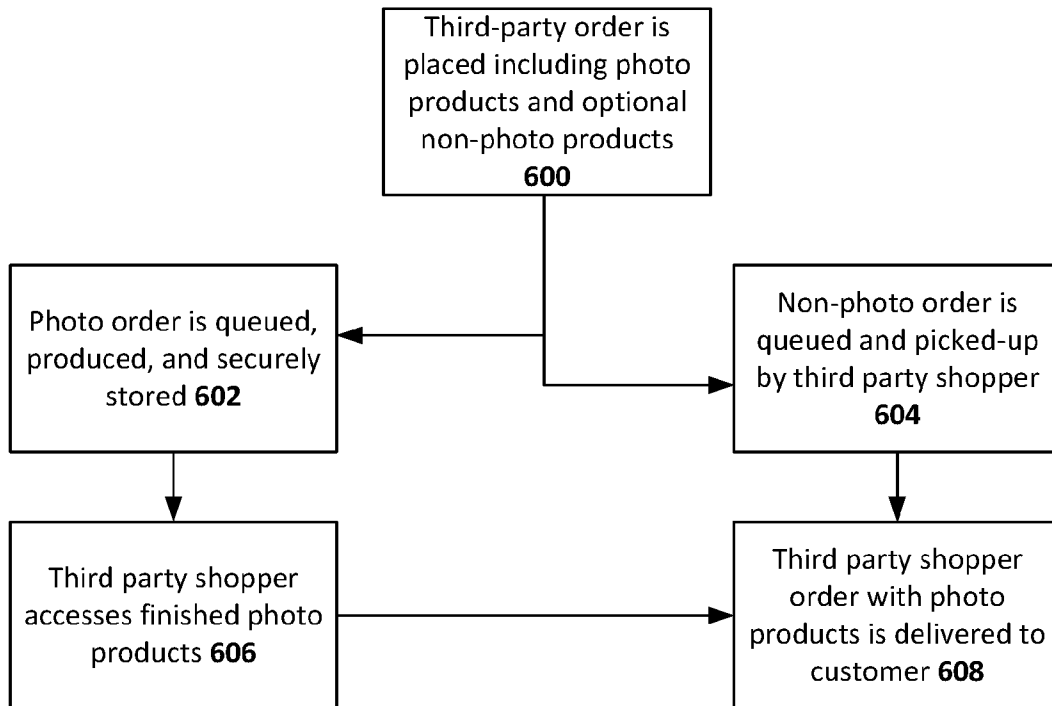 Third-party order is
placed including photo
products and optional
non-photo products
600
Photo order is queued,
produced, and securely
stored 602
Non-photo order is
queued and picked-up
by third party shopper
604
Third party shopper
accesses finished photo
products 606
Third party shopper
order with photo
products is delivered to
customer 608